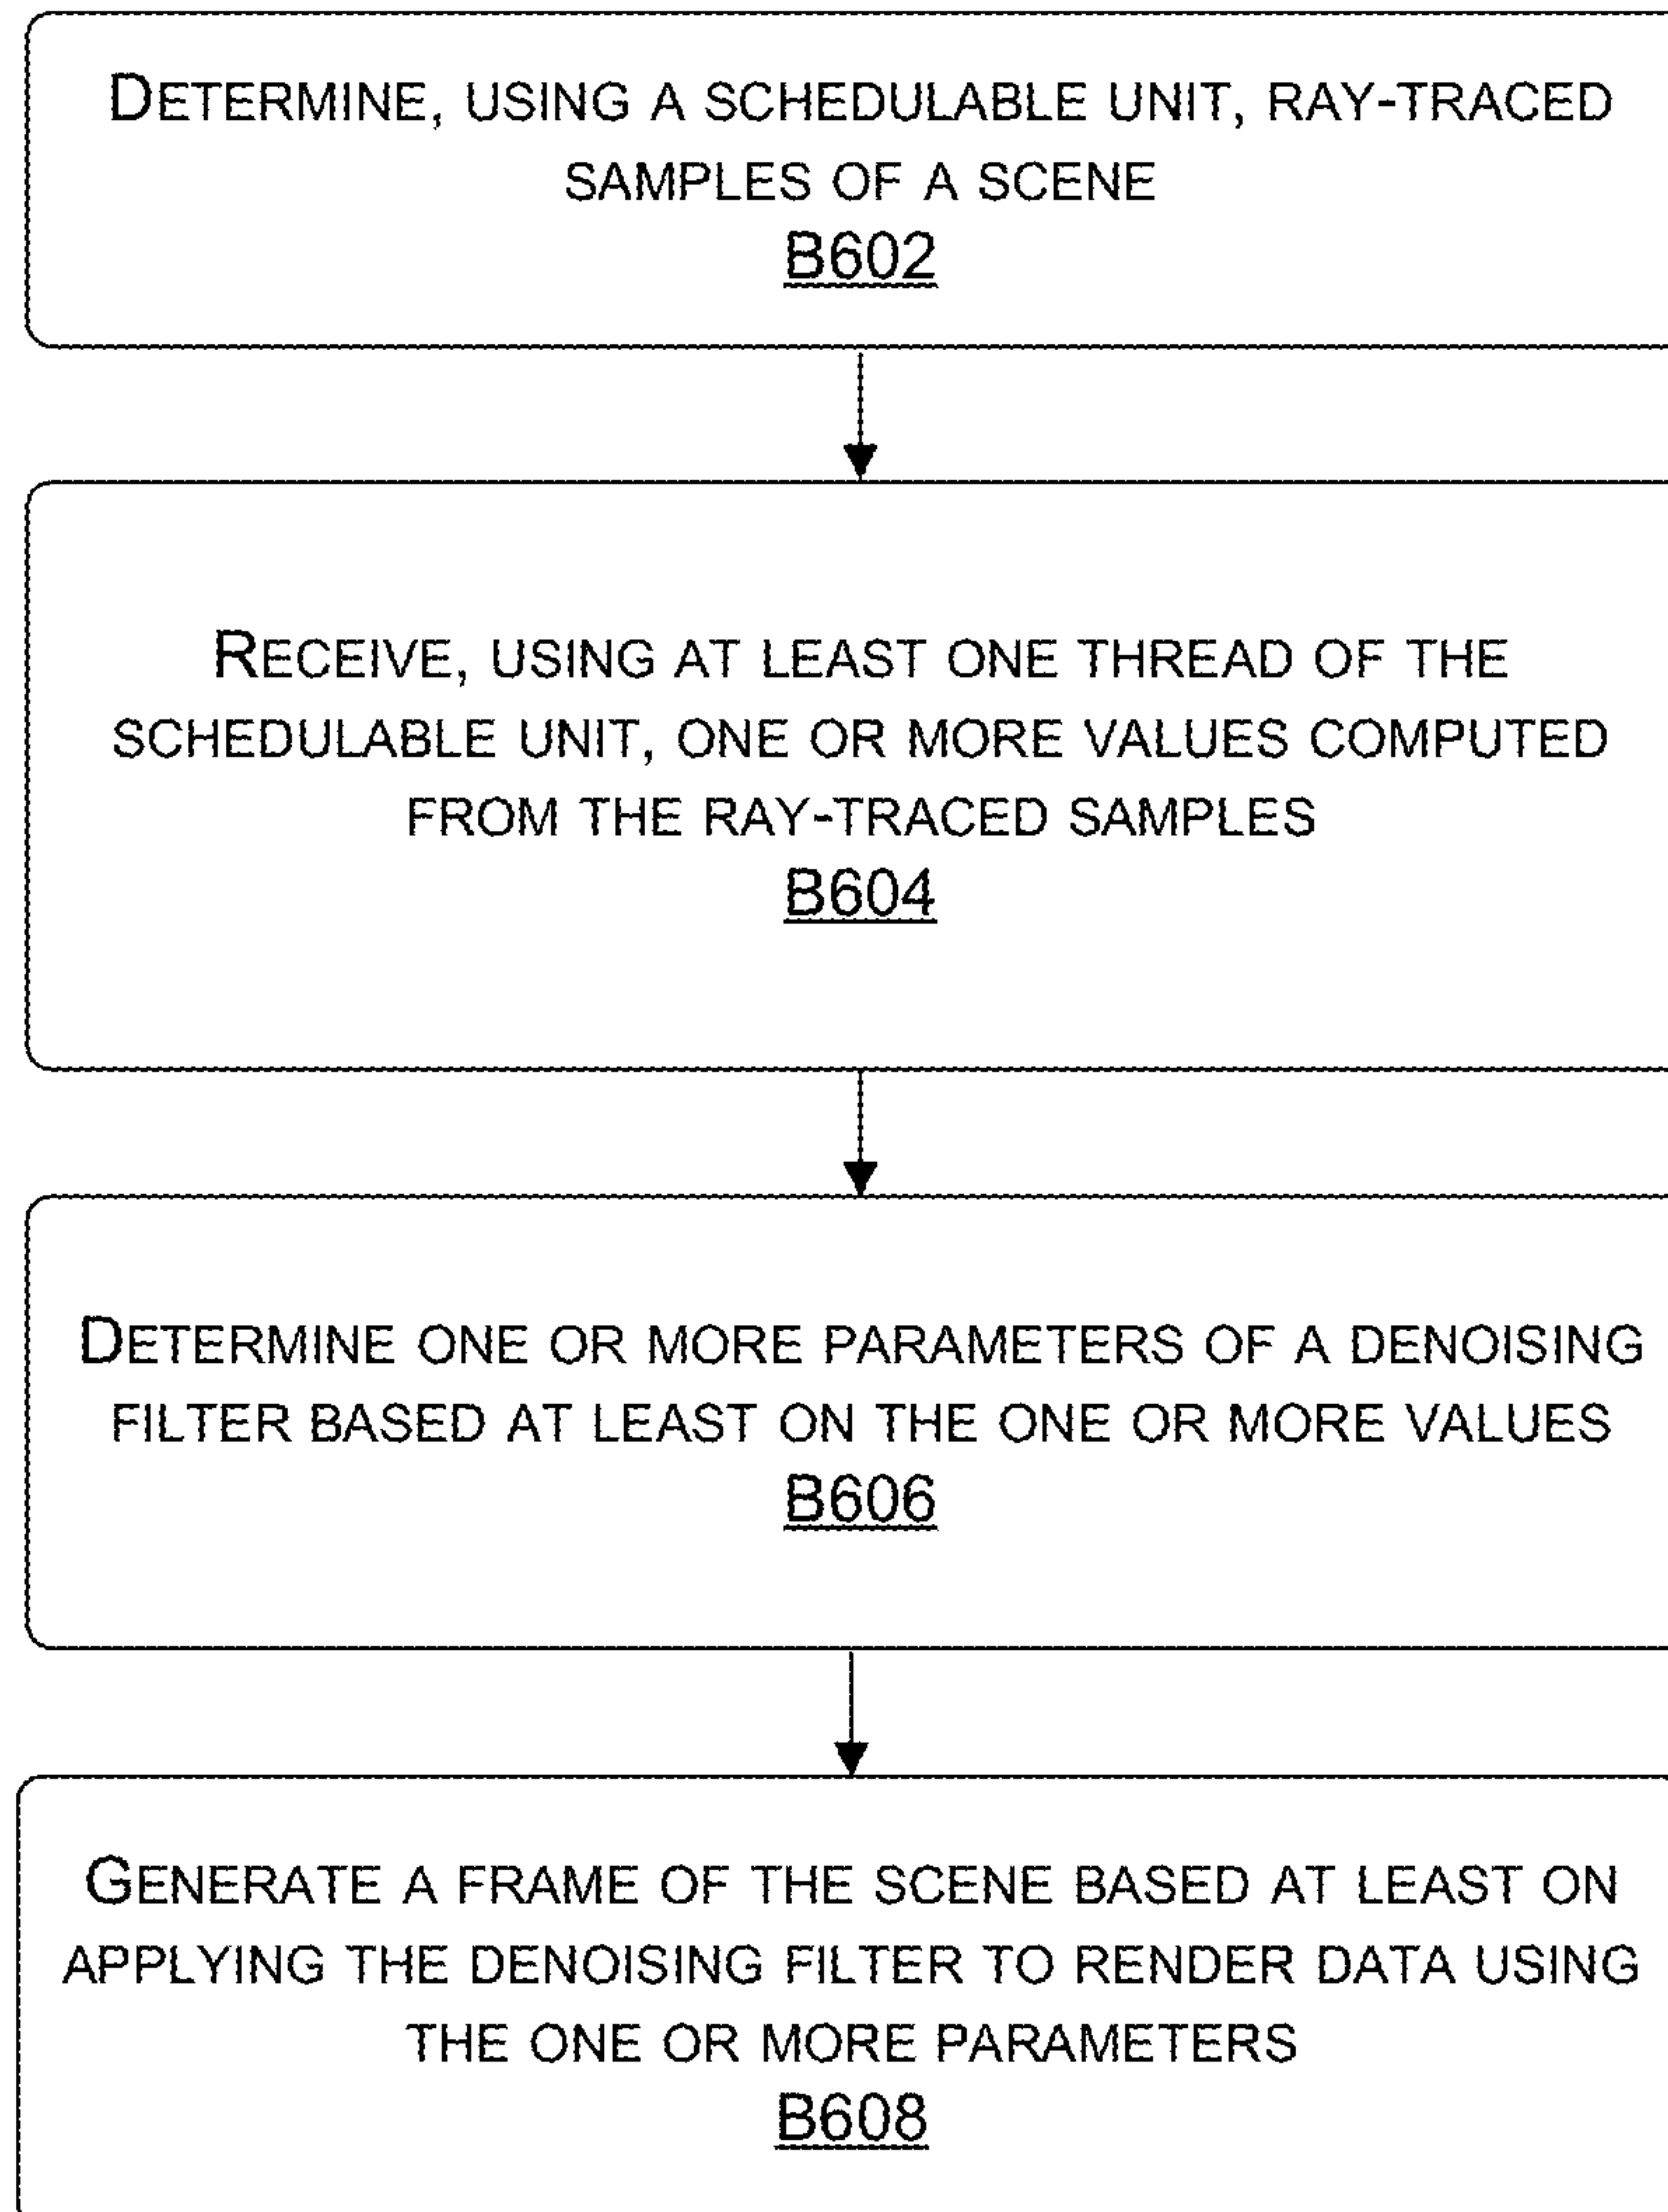 DETERMINE, USING A SCHEDULABLE UNIT, RAY-TRACED
SAMPLES OF A SCENE
B602
RECEIVE, USING AT LEAST ONE THREAD OF THE
SCHEDULABLE UNIT, ONE OR MORE VALUES COMPUTED
FROM THE RAY-TRACED SAMPLES
B604
DETERMINE ONE OR MORE PARAMETERS OF A DENOISING
FILTER BASED AT LEAST ON THE ONE OR MORE VALUES
B606
GENERATE A FRAME OF THE SCENE BASED AT LEAST ON
APPLYING THE DENOISING FILTER TO RENDER DATA USING
THE ONE OR MORE PARAMETERS
B608